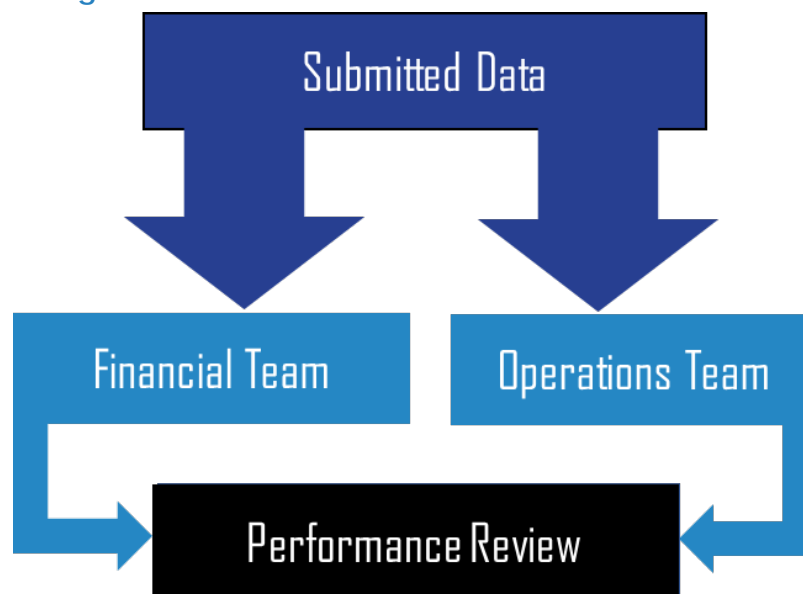 Submitted Data
Financial Team
Operations Team
Performance Review